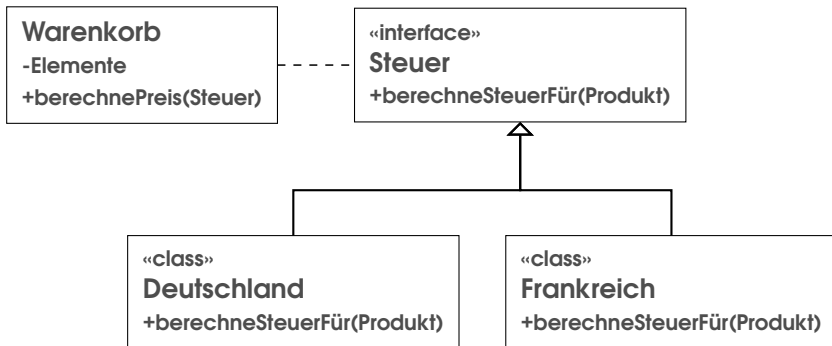 Warenkorb
-Elemente
+berechnePreis(Steuer)
«interface»
Steuer
+berechneSteuerFür(Produkt)
«class»
Deutschland
+berechneSteuerFür(Produkt)
«class»
Frankreich
+berechneSteuerFür(Produkt)